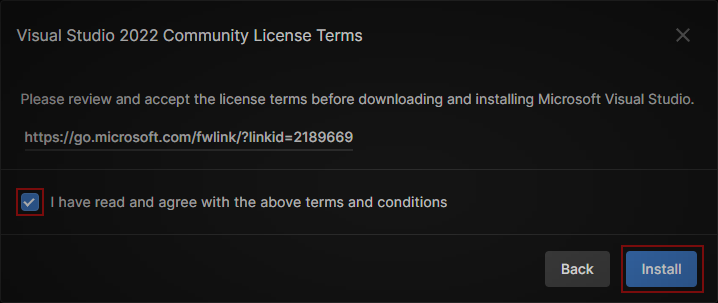 Visual Studio 2022 Community License Terms
Please review and accept the license terms before downloading and installing Microsoft Visual Studio.
https://go.microsoft.com/fwlink/?linkid=2189669
I have read and agree with the above terms and conditions
Back
Install